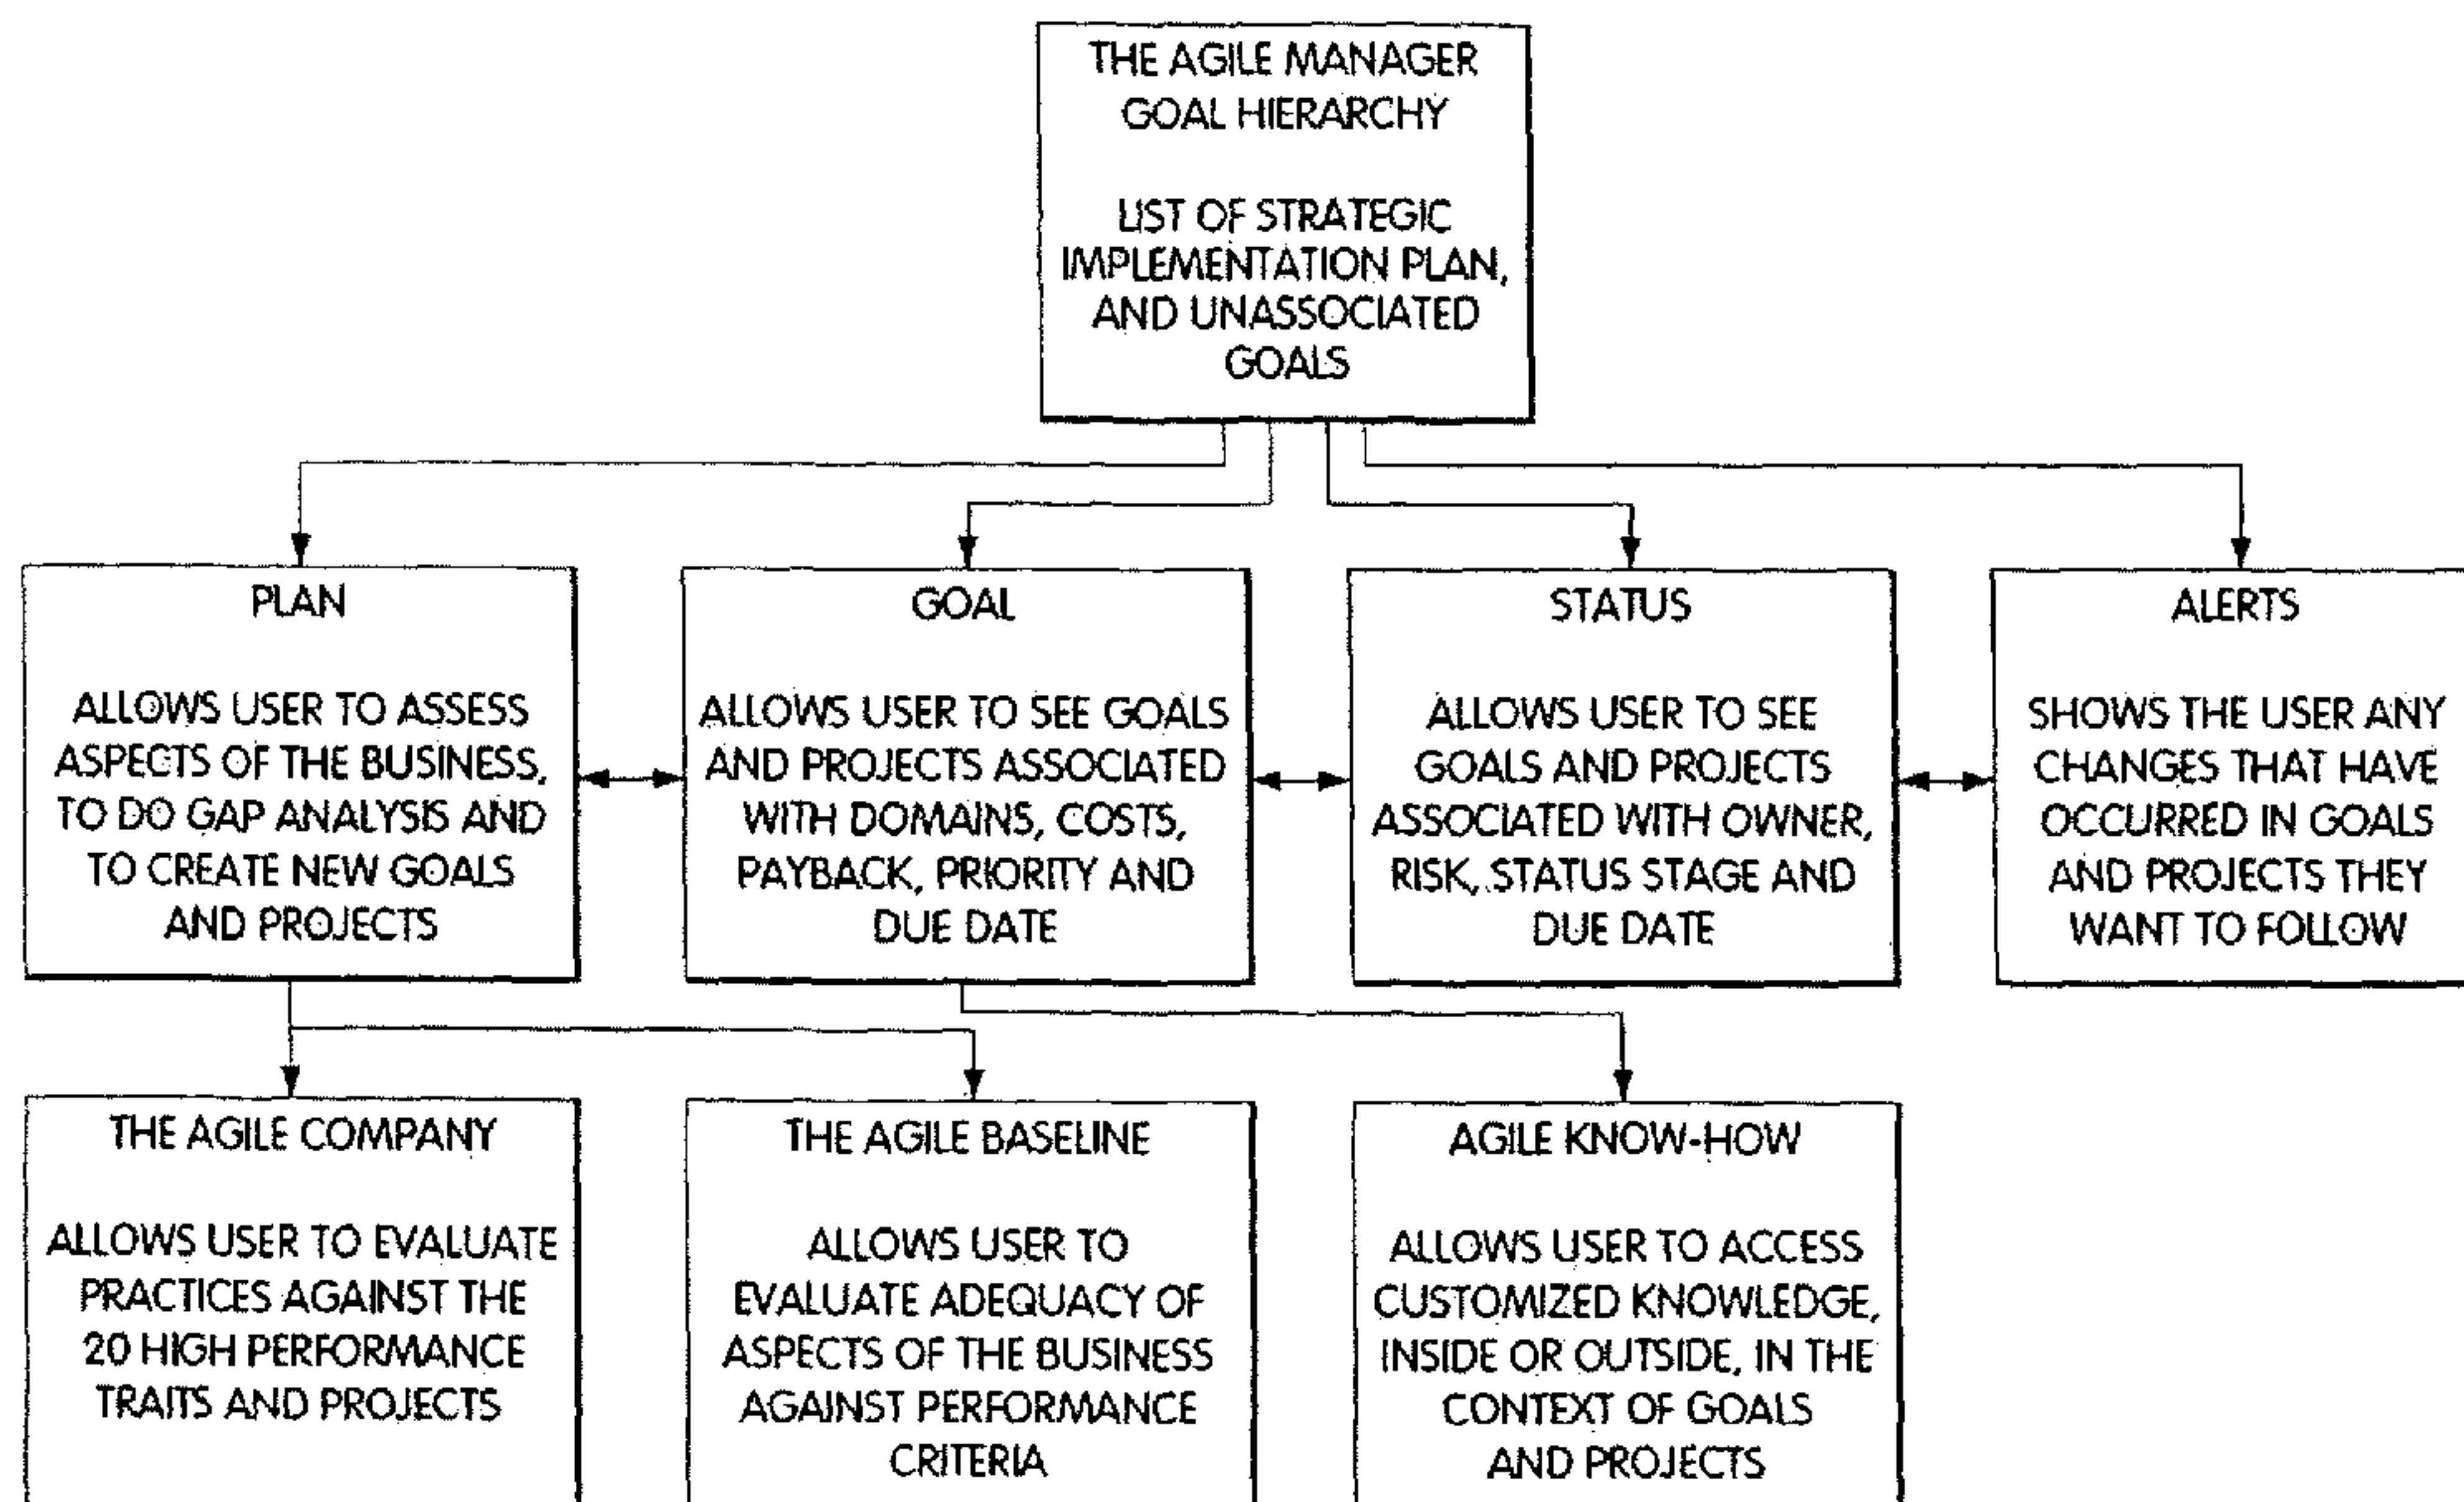 THE AGILE MANAGER
GOAL HIERARCHY
LIST OF STRATEGIC
IMPLEMENTATION PLAN,
AND UNASSOCIATED
GOALS
PLAN
ALLOWS USER TO ASSESS
ASPECTS OF THE BUSINESS,
TO DO GAP ANALYSIS AND
TO CREATE NEW GOALS
AND PROJECTS
GOAL
ALLOWS USER TO SEE GOALS
AND PROJECTS ASSOCIATED
WITH DOMAINS, COSTS,
PAYBACK, PRIORITY AND
DUE DATE
STATUS
ALLOWS USER TO SEE
GOALS AND PROJECTS
ASSOCIATED WITH OWNER,
RISK, STATUS STAGE AND
DUE DATE
ALERTS
SHOWS THE USER ANY
CHANGES THAT HAVE
OCCURRED IN GOALS
AND PROJECTS THEY
WANT TO FOLLOW
THE AGILE COMPANY
ALLOWS USER TO EVALUATE
PRACTICES AGAINST THE
20 HIGH PERFORMANCE
TRAITS AND PROJECTS
THE AGILE BASELINE
ALLOWS USER TO
EVALUATE ADEQUACY OF
ASPECTS OF THE BUSINESS
AGAINST PERFORMANCE
CRITERIA
AGILE KNOW-HOW
ALLOWS USER TO ACCESS
CUSTOMIZED KNOWLEDGE,
INSIDE OR OUTSIDE, IN THE
CONTEXT OF GOALS
AND PROJECTS